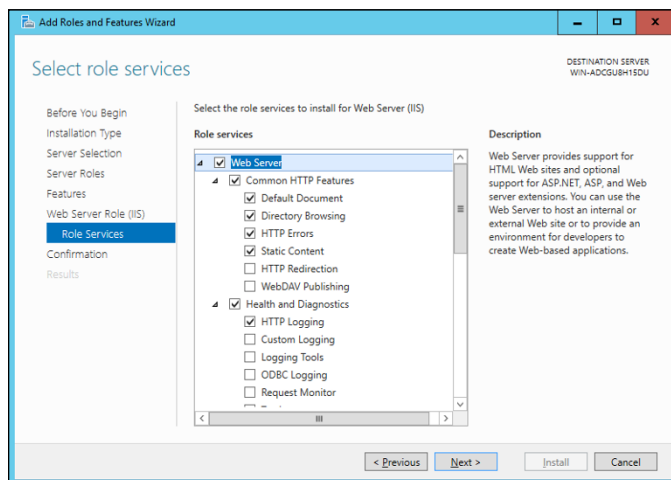 Add Roles and Features Wizard
Select role services
DESTINATION SERVER
WIN-ADCGU8H15DU
Before You Begin
Installation Type
Server Selection
Server Roles
Features
Web Server Role (IIS)
Role Services
Confirmation
Results
Select the role services to install for Web Server (IIS)
Role services
Web Server
Common HTTP Features
Default Document
Directory Browsing
HTTP Errors
Static Content
HTTP Redirection
WebDAV Publishing
Health and Diagnostics
HTTP Logging
Custom Logging
Logging Tools
ODBC Logging
Request Monitor
Description
Web Server provides support for
HTML Web sites and optional
support for ASP.NET, ASP, and Web
server extensions. You can use the
Web Server to host an internal or
external Web site or to provide an
environment for developers to
create Web-based applications.
< Previous
Next >
Install
Cancel